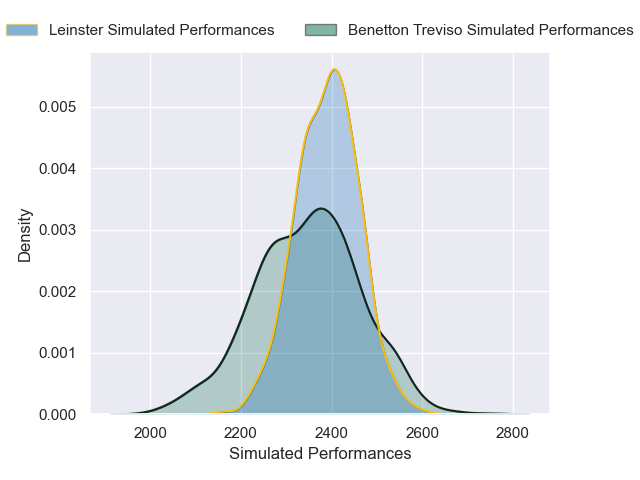 Leinster Simulated Performances
Benetton Treviso Simulated Performances
Density
0.005
0.004
0.003
0.002
0.001
0.000
2000
2200
2400
2600
2800
Simulated Performances